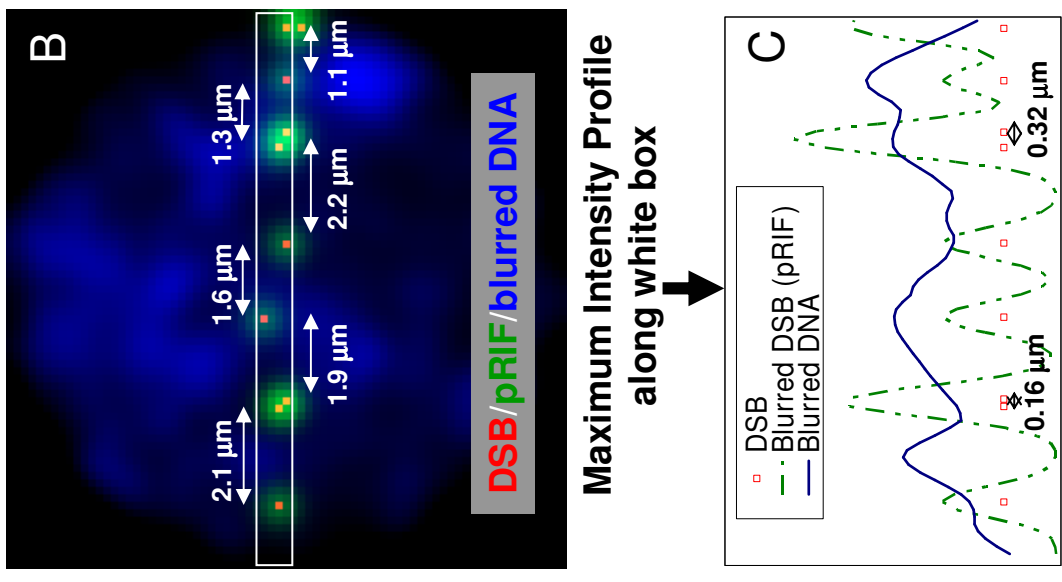 B
1.1 µm
1.3 µm
2.2 µm
1.6 µm
1.9 µm
2.1 µm
DSB/pRIF/blurred DNA
Maximum Intensity Profile
along white box
C
DSB
Blurred DSB (pRIF)
Blurred DNA
0.32 µm
0.16 µm